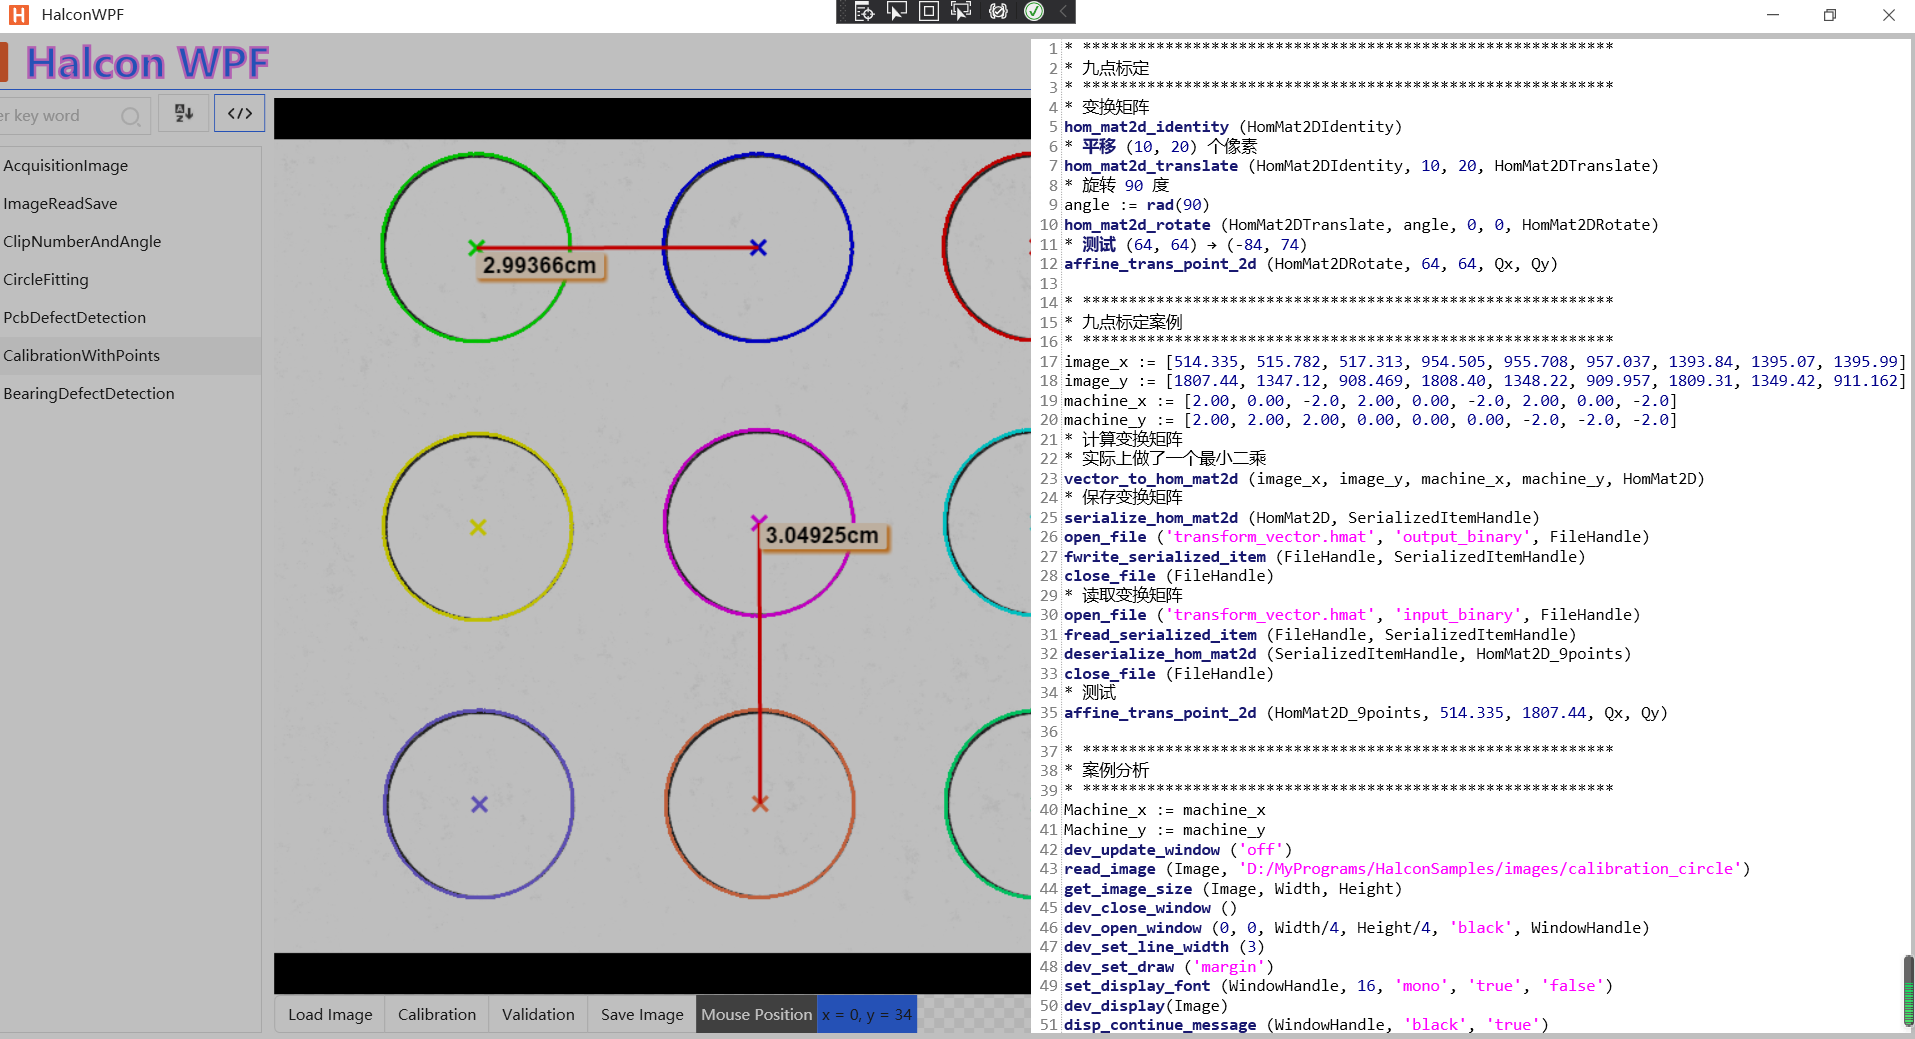 HalconWPF
Halcon WPF
er key word
AcquisitionImage
ImageReadSave
ClipNumberAndAngle
CircleFitting
PcbDefectDetection
CalibrationWithPoints
BearingDefectDetection
2.99366cm
3.04925cm
Load Image
Calibration
Validation
Save Image
Mouse Position
x = 0, y = 34
1 * **********************************************************
2 * 九点标定
3 * **********************************************************
4 * 变换矩阵
5 hom_mat2d_identity (HomMat2DIdentity)
6 * 平移 (10, 20) 个像素
7 hom_mat2d_translate (HomMat2DIdentity, 10, 20, HomMat2DTranslate)
8 * 旋转 90 度
9 angle := rad(90)
10 hom_mat2d_rotate (HomMat2DTranslate, angle, 0, 0, HomMat2DRotate)
11 * 测试 (64, 64) → (-84, 74)
12 affine_trans_point_2d (HomMat2DRotate, 64, 64, Qx, Qy)
13
14 * **********************************************************
15 * 九点标定案例
16 * **********************************************************
17 image_x := [514.335, 515.782, 517.313, 954.505, 955.708, 957.037, 1393.84, 1395.07, 1395.99]
18 image_y := [1807.44, 1347.12, 908.469, 1808.40, 1348.22, 909.957, 1809.31, 1349.42, 911.162]
19 machine_x := [2.00, 0.00, -2.0, 2.00, 0.00, -2.0, 2.00, 0.00, -2.0]
20 machine_y := [2.00, 2.00, 2.00, 0.00, 0.00, 0.00, -2.0, -2.0, -2.0]
21 * 计算变换矩阵
22 * 实际上做了一个最小二乘
23 vector_to_hom_mat2d (image_x, image_y, machine_x, machine_y, HomMat2D)
24 * 保存变换矩阵
25 serialize_hom_mat2d (HomMat2D, SerializedItemHandle)
26 open_file ('transform_vector.hmat', 'output_binary', FileHandle)
27 fwrite_serialized_item (FileHandle, SerializedItemHandle)
28 close_file (FileHandle)
29 * 读取变换矩阵
30 open_file ('transform_vector.hmat', 'input_binary', FileHandle)
31 fread_serialized_item (FileHandle, SerializedItemHandle)
32 deserialize_hom_mat2d (SerializedItemHandle, HomMat2D_9points)
33 close_file (FileHandle)
34 * 测试
35 affine_trans_point_2d (HomMat2D_9points, 514.335, 1807.44, Qx, Qy)
36
37 * **********************************************************
38 * 案例分析
39 * **********************************************************
40 Machine_x := machine_x
41 Machine_y := machine_y
42 dev_update_window ('off')
43 read_image (Image, 'D:/MyPrograms/HalconSamples/images/calibration_circle')
44 get_image_size (Image, Width, Height)
45 dev_close_window ()
46 dev_open_window (0, 0, Width/4, Height/4, 'black', WindowHandle)
47 dev_set_line_width (3)
48 dev_set_draw ('margin')
49 set_display_font (WindowHandle, 16, 'mono', 'true', 'false')
50 dev_display(Image)
51 disp_continue_message (WindowHandle, 'black', 'true')